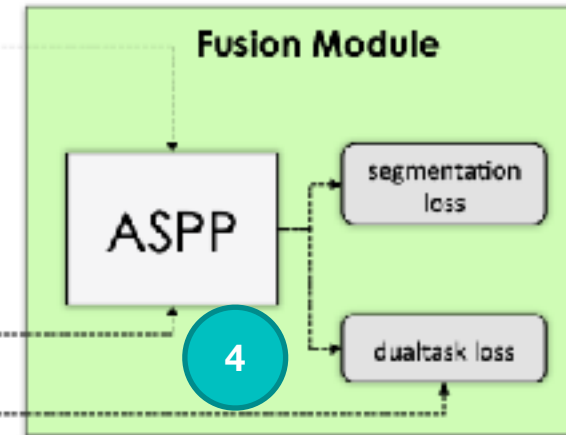 Fusion Module
ASPP
segmentation
loss
4
dualtask loss